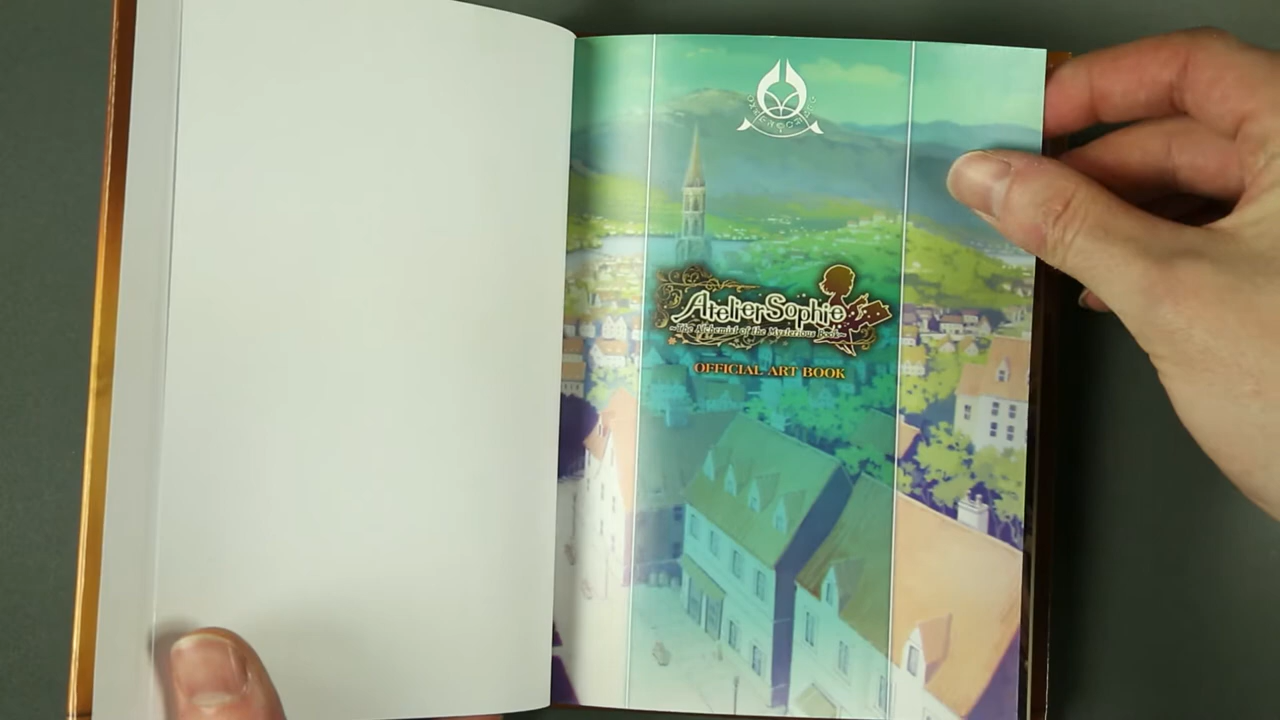 Atelier Sophie
~The Alchemist of the Mysterious Book~
OFFICIAL ART BOOK